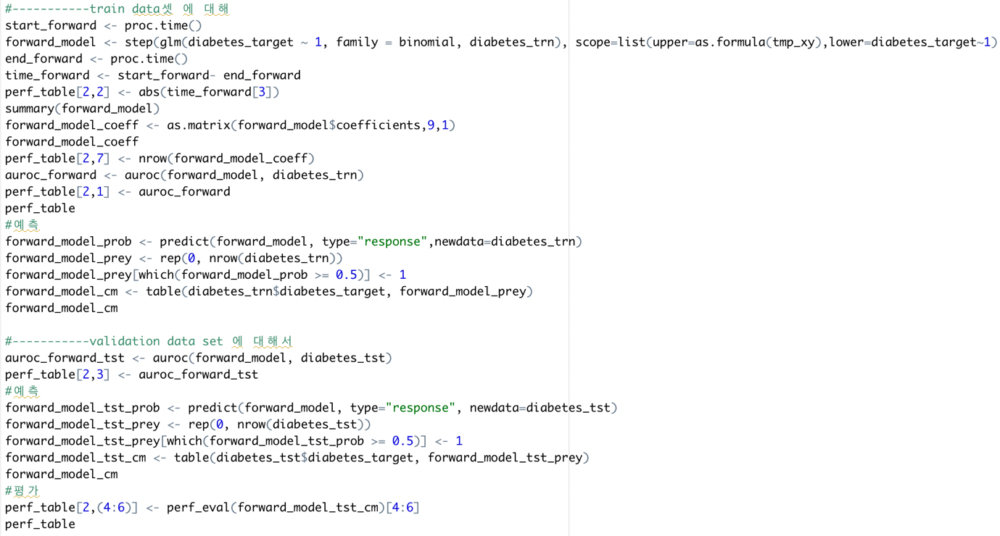 #-----------train data셋 에 대해
start_forward <- proc.time()
forward_model <- step(glm(diabetes_target ~ 1, family = binomial, diabetes_trn), scope=list(upper=as.formula(tmp_xy),lower=diabetes_target~1)
end_forward <- proc.time()
time_forward <- start_forward- end_forward
perf_table[2,2] <- abs(time_forward[3])
summary(forward_model)
forward_model_coeff <- as.matrix(forward_model$coefficients,9,1)
forward_model_coeff
perf_table[2,7] <- nrow(forward_model_coeff)
auroc_forward <- auroc(forward_model, diabetes_trn)
perf_table[2,1] <- auroc_forward
perf_table
#예측
forward_model_prob <- predict(forward_model, type="response",newdata=diabetes_trn)
forward_model_prey <- rep(0, nrow(diabetes_trn))
forward_model_prey[which(forward_model_prob >= 0.5)] <- 1
forward_model_cm <- table(diabetes_trn$diabetes_target, forward_model_prey)
forward_model_cm
#-----------validation data set 에 대해서
auroc_forward_tst <- auroc(forward_model, diabetes_tst)
perf_table[2,3] <- auroc_forward_tst
#예측
forward_model_tst_prob <- predict(forward_model, type="response", newdata=diabetes_tst)
forward_model_tst_prey <- rep(0, nrow(diabetes_tst))
forward_model_tst_prey[which(forward_model_tst_prob >= 0.5)] <- 1
forward_model_tst_cm <- table(diabetes_tst$diabetes_target, forward_model_tst_prey)
forward_model_cm
#평가
perf_table[2,(4:6)] <- perf_eval(forward_model_tst_cm)[4:6]
perf_table